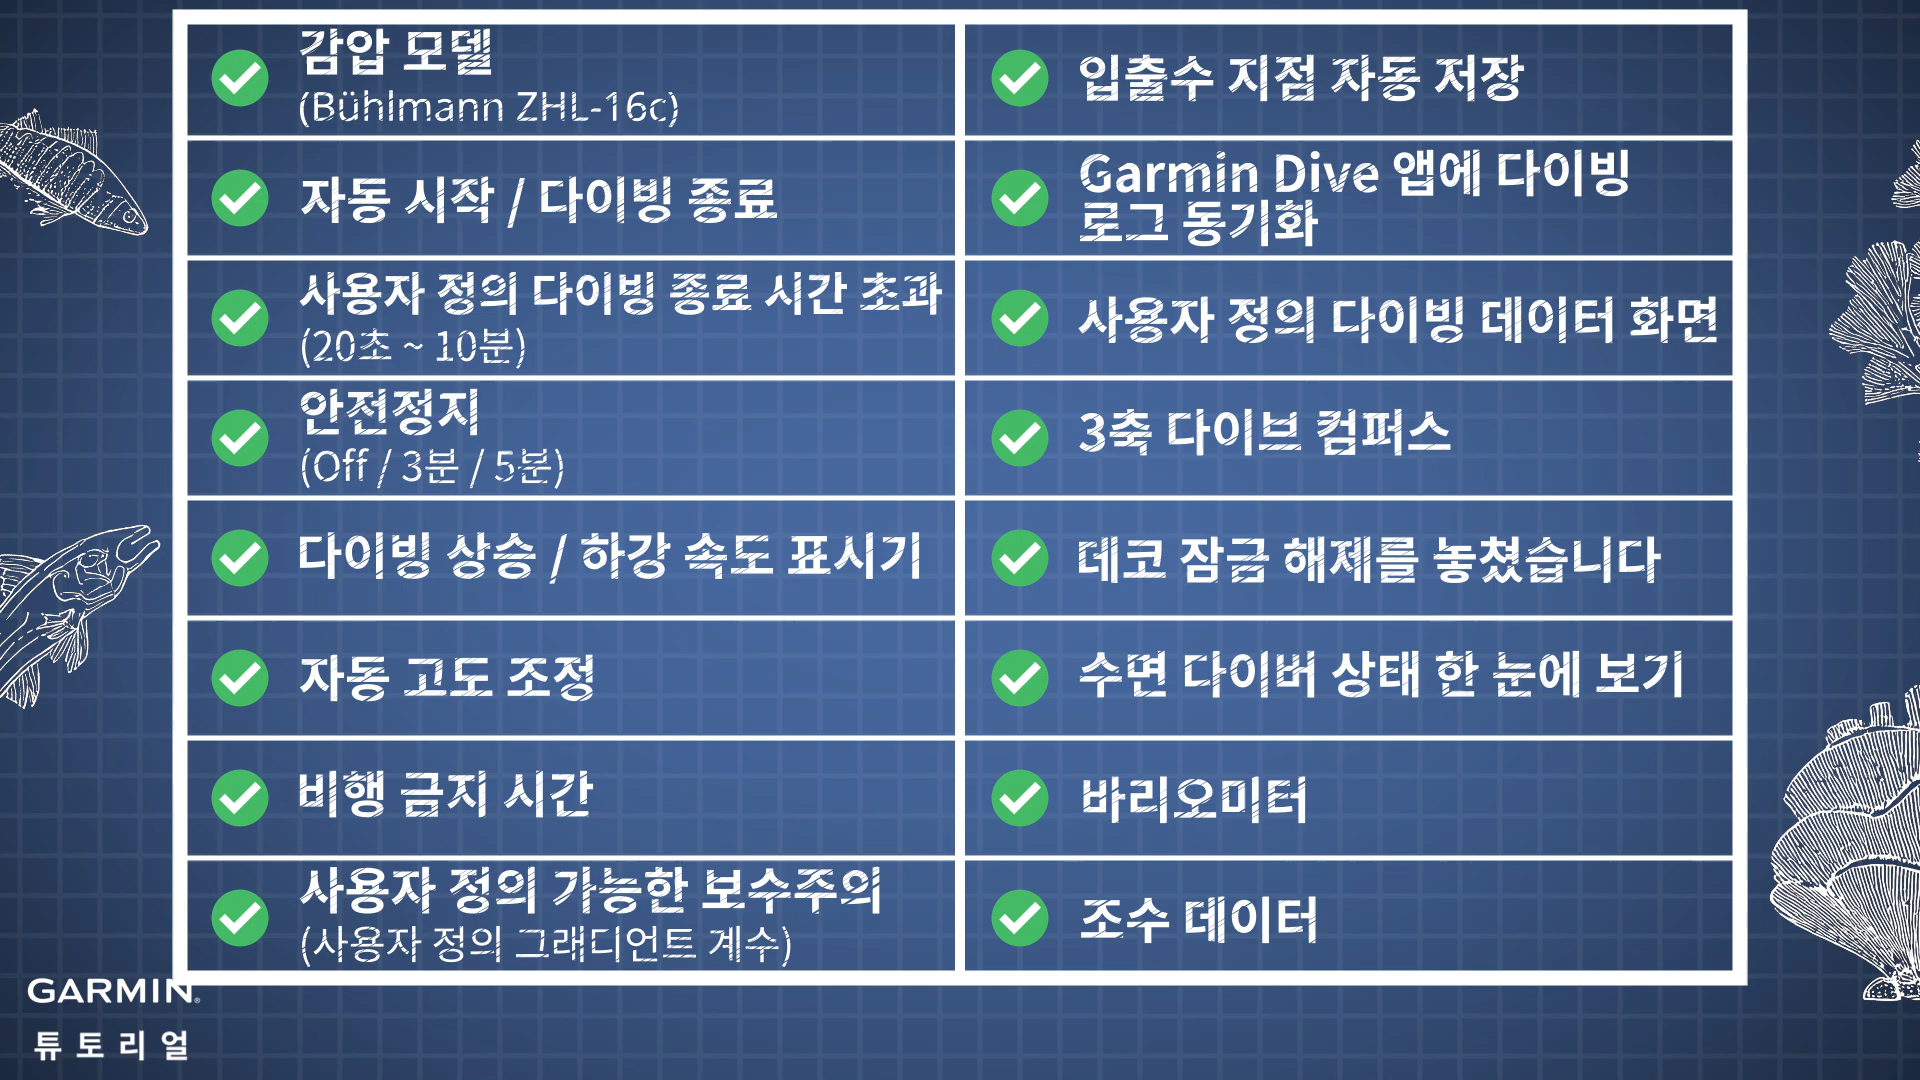 감압 모델
(Bühlmann ZHL-16c)
입출수 지점 자동 저장
자동 시작 / 다이빙 종료
Garmin Dive 앱에 다이빙
로그 동기화
사용자 정의 다이빙 종료 시간 초과
(20초 ~ 10분)
사용자 정의 다이빙 데이터 화면
안전정지
(Off / 3분 / 5분)
3축 다이브 컴퍼스
다이빙 상승 / 하강 속도 표시기
데코 잠금 해제를 놓쳤습니다
자동 고도 조정
수면 다이버 상태 한 눈에 보기
비행 금지 시간
바리오미터
사용자 정의 가능한 보수주의
(사용자 정의 그래디언트 계수)
조수 데이터
GARMIN®
튜토리얼